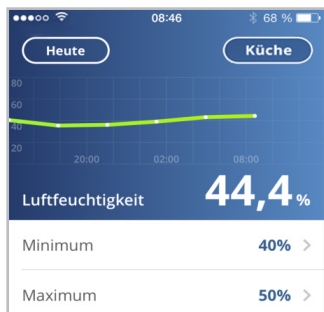 08:46 68 %
Heute Küche
80
60
40
20
20:00 02:00 08:00
Luftfeuchtigkeit 44,4 %
Minimum 40%
Maximum 50%